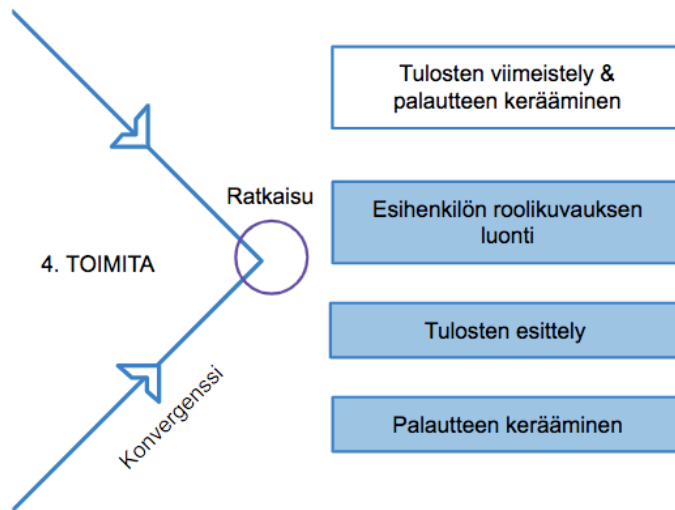 Tulosten viimeistely &
palautteen kerääminen
Ratkaisu
Esihenkilön roolikuvauksen
luonti
4. TOIMITA
Tulosten esittely
Konvergenssi
Palautteen kerääminen